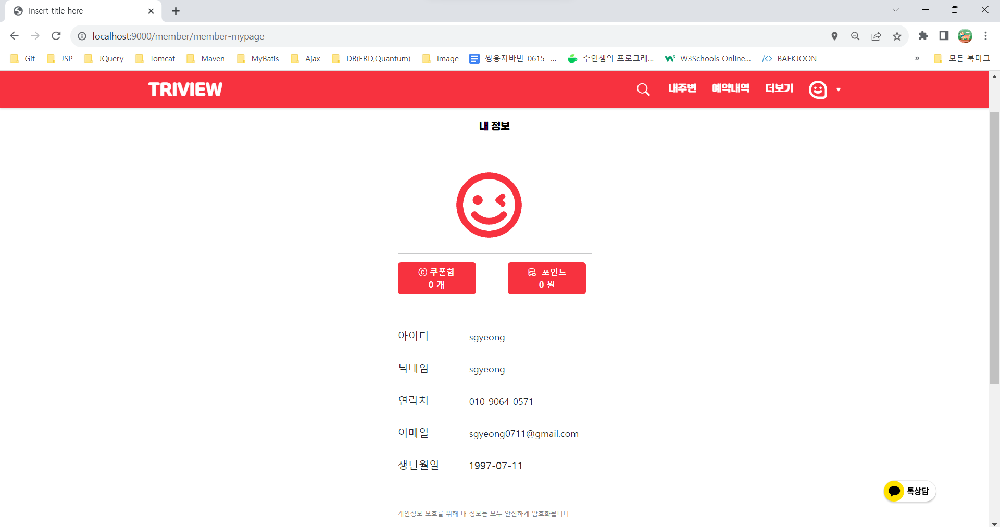 Insert title here
localhost:9000/member/member-mypage
Git JSP JQuery Tomcat Maven MyBatis Ajax DB(ERD,Quantum) Image 쌍용자바반_0615 -... 수연샘의 프로그래... W3Schools Online... BAEKJOON » 모든 북마크
TRIVIEW 내주변 예약내역 더보기
내 정보
쿠폰함
0 개
포인트
0 원
아이디 sgyeong
닉네임 sgyeong
연락처 010-9064-0571
이메일 sgyeong0711@gmail.com
생년월일 1997-07-11
톡상담
개인정보 보호를 위해 내 정보는 모두 안전하게 암호화됩니다.